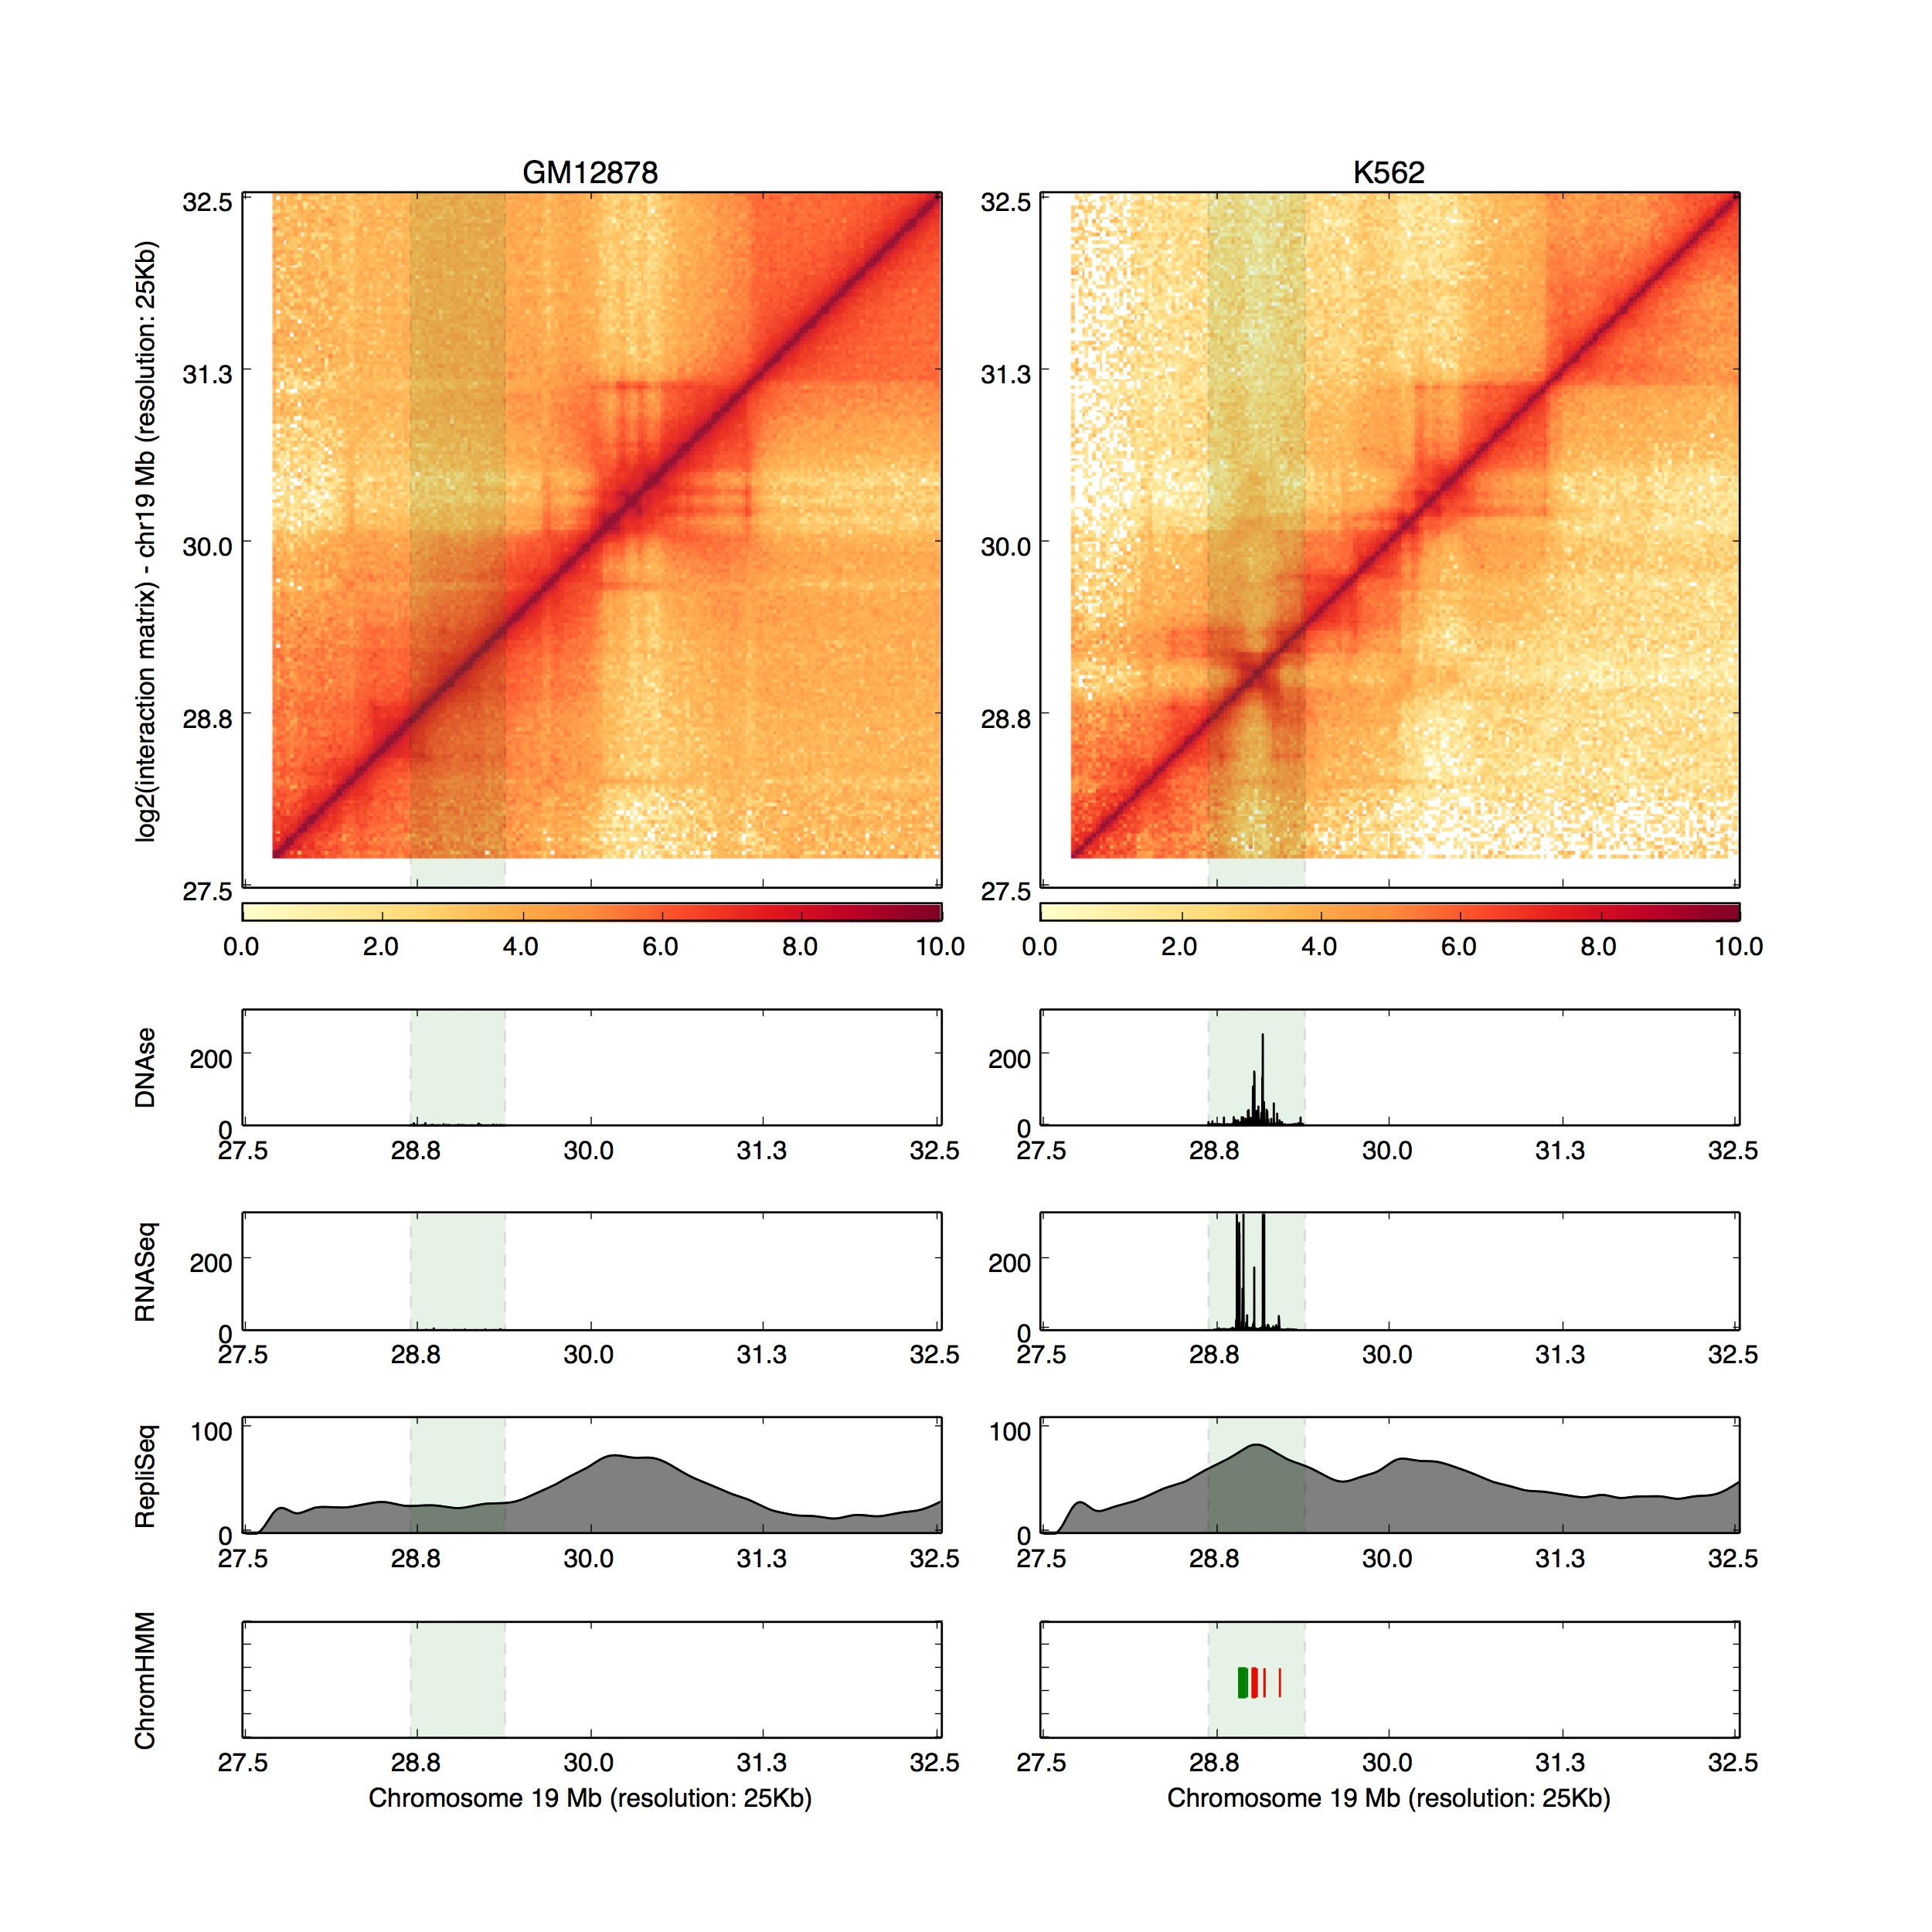 GM12878
K562
log2(interaction matrix) - chr19 Mb (resolution: 25Kb)
32.5
31.3
30.0
28.8
27.5
32.5
31.3
30.0
28.8
27.5
0.0 2.0 4.0 6.0 8.0 10.0
0.0 2.0 4.0 6.0 8.0 10.0
DNAse
200
0
27.5 28.8 30.0 31.3 32.5
200
0
27.5 28.8 30.0 31.3 32.5
RNASeq
200
0
27.5 28.8 30.0 31.3 32.5
200
0
27.5 28.8 30.0 31.3 32.5
RepliSeq
100
0
27.5 28.8 30.0 31.3 32.5
100
0
27.5 28.8 30.0 31.3 32.5
ChromHMM
27.5 28.8 30.0 31.3 32.5
Chromosome 19 Mb (resolution: 25Kb)
27.5 28.8 30.0 31.3 32.5
Chromosome 19 Mb (resolution: 25Kb)